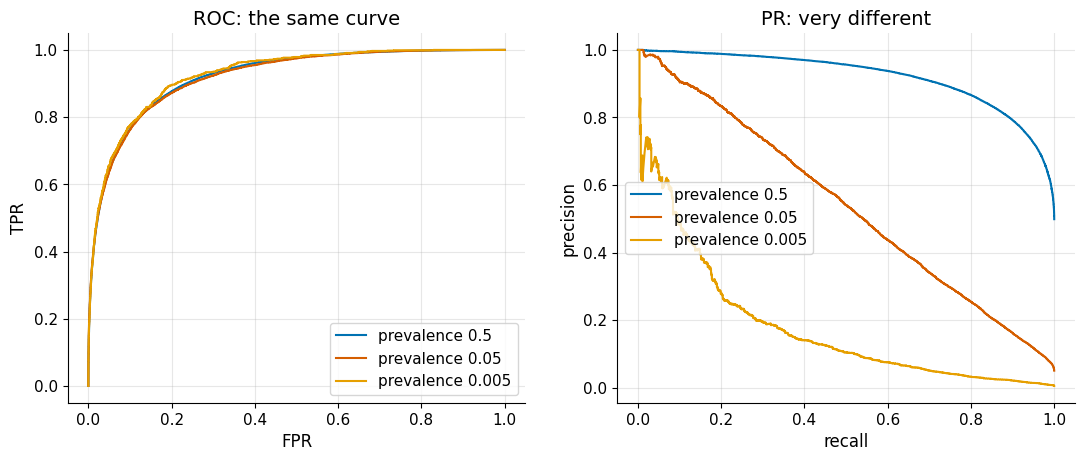 ROC: the same curve
TPR
1.0
0.8
0.6
0.4
0.2
0.0
prevalence 0.5
prevalence 0.05
prevalence 0.005
0.0 0.2 0.4 0.6 0.8 1.0
FPR
PR: very different
precision
1.0
0.8
0.6
0.4
0.2
0.0
prevalence 0.5
prevalence 0.05
prevalence 0.005
0.0 0.2 0.4 0.6 0.8 1.0
recall